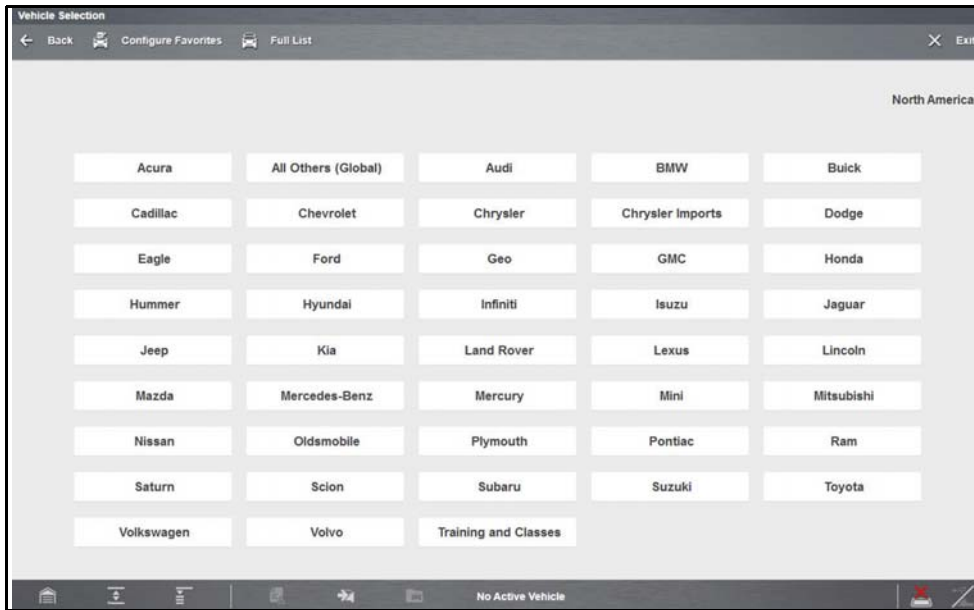 Vehicle Selection
Back Configure Favorites Full List Exit
North America
Acura All Others (Global) Audi BMW Buick
Cadillac Chevrolet Chrysler Chrysler Imports Dodge
Eagle Ford Geo GMC Honda
Hummer Hyundai Infiniti Isuzu Jaguar
Jeep Kia Land Rover Lexus Lincoln
Mazda Mercedes-Benz Mercury Mini Mitsubishi
Nissan Oldsmobile Plymouth Pontiac Ram
Saturn Scion Subaru Suzuki Toyota
Volkswagen Volvo Training and Classes
No Active Vehicle